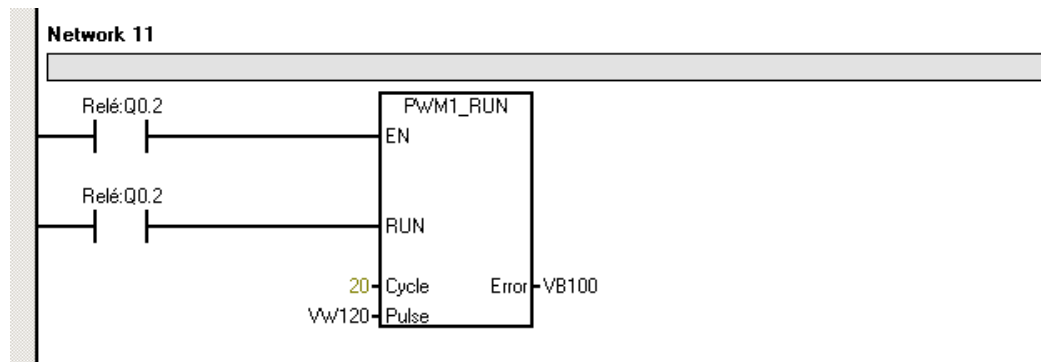 Network 11
Relé:Q0.2
PWM1_RUN
EN
Relé:Q0.2
RUN
20 Cycle Error VB100
VW120 Pulse